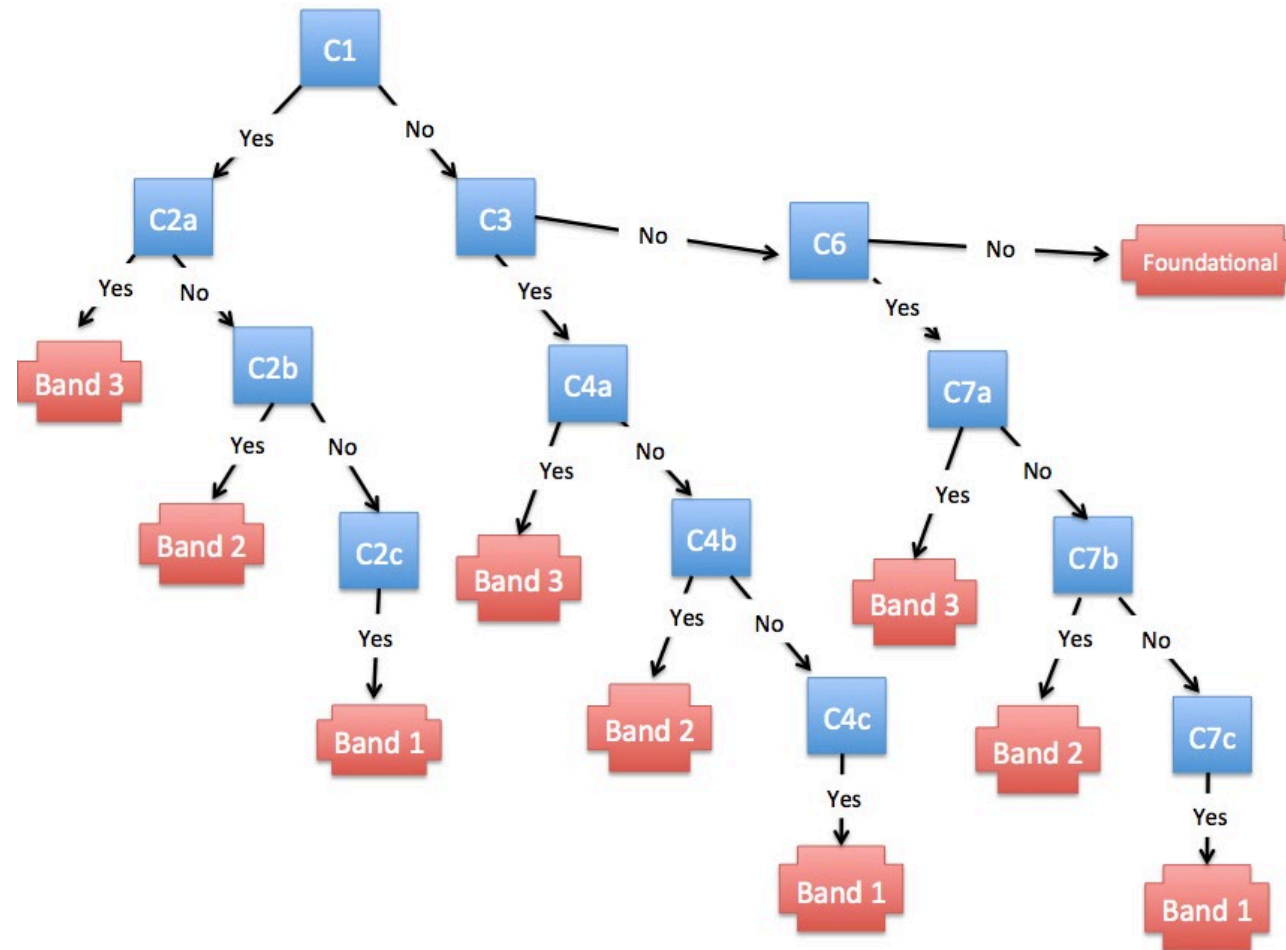 C1
Yes
No
C2a
C3
C6
No
No
Foundational
Yes
No
Yes
Yes
Band 3
C2b
C4a
C7a
Yes
No
Yes
No
Yes
No
Band 2
C2c
Band 3
C4b
Band 3
C7b
Yes
Yes
No
Yes
No
Band 1
Band 2
C4c
Band 2
C7c
Yes
Yes
Band 1
Band 1